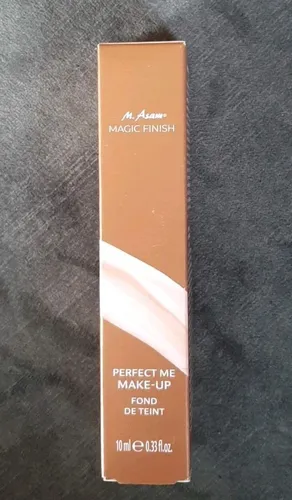 M. Asam®
MAGIC FINISH
PERFECT ME
MAKE-UP
FOND
DE TEINT
10 ml ℮ 0.33 fl.oz.